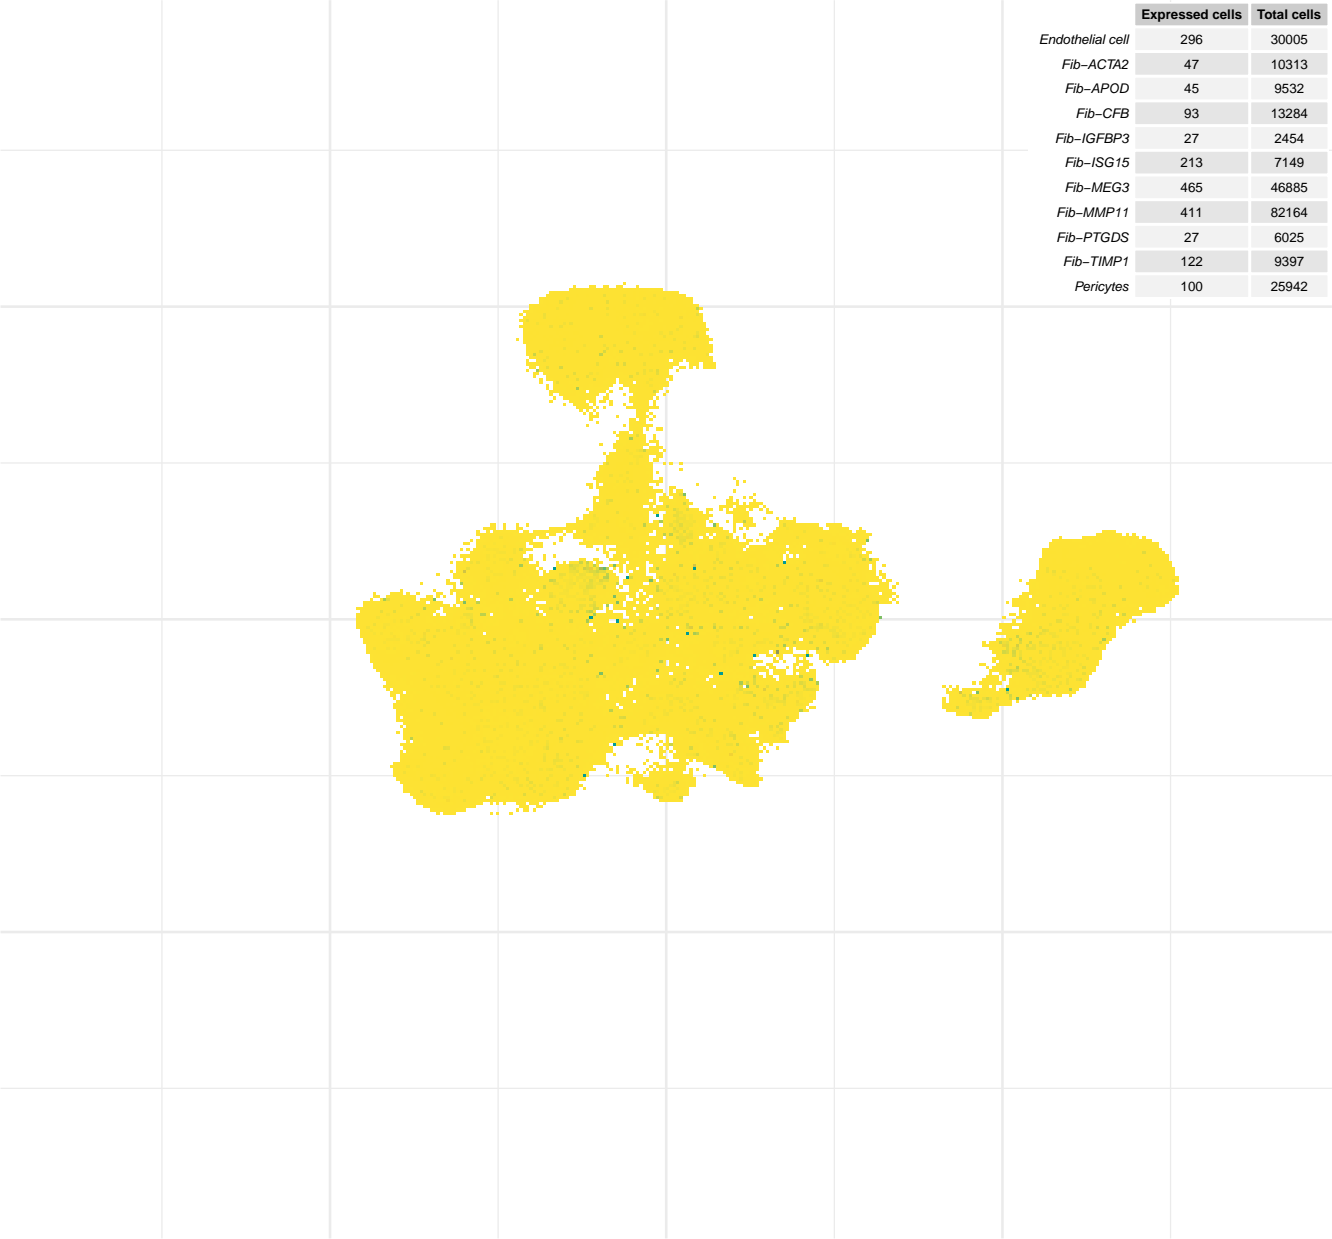 Expressed cells Total cells
Endothelial cell 296 30005
Fib−ACTA2 47 10313
Fib−APOD 45 9532
Fib−CFB 93 13284
Fib−IGFBP3 27 2454
Fib−ISG15 213 7149
Fib−MEG3 465 46885
Fib−MMP11 411 82164
Fib−PTGDS 27 6025
Fib−TIMP1 122 9397
Pericytes 100 25942